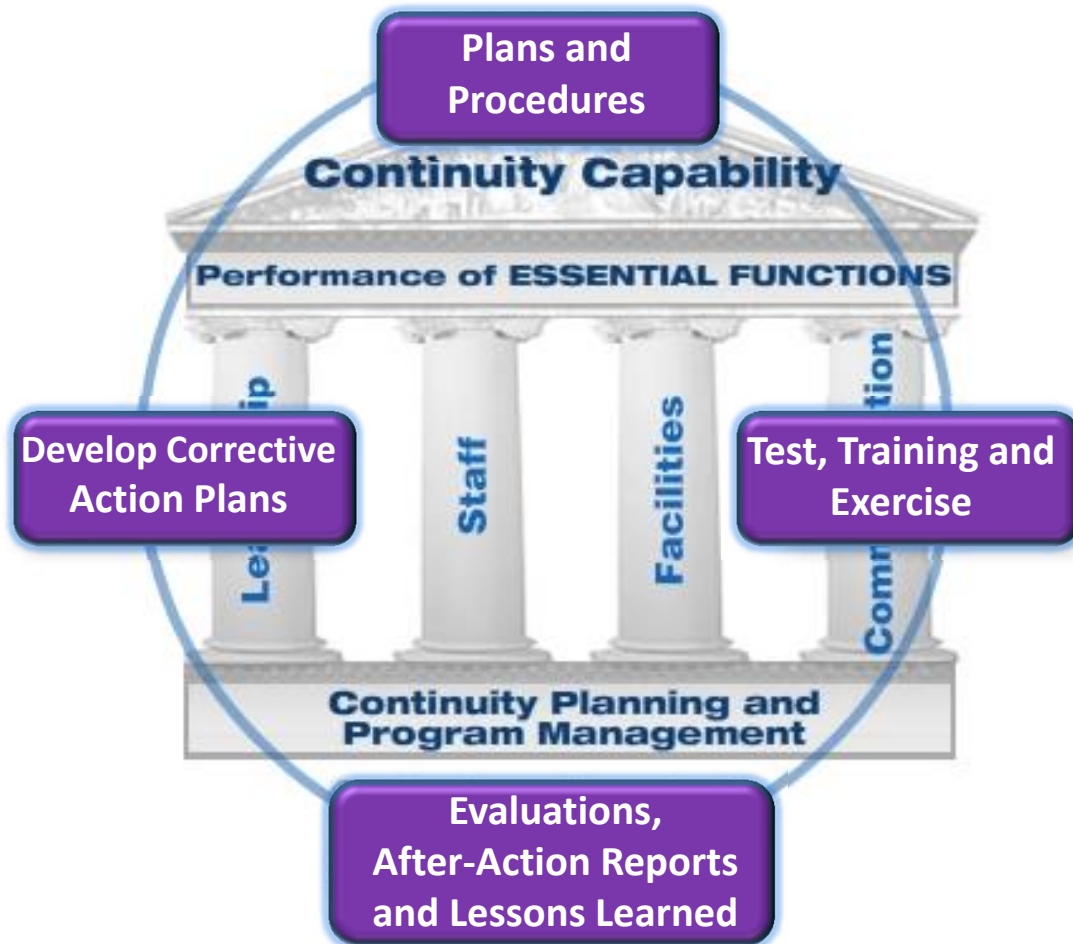 Plans and
Procedures
Continuity Capability
Performance of ESSENTIAL FUNCTIONS
Develop Corrective
Action Plans
Staff
Facilities
Test, Training and
Exercise
Continuity Planning and
Program Management
Evaluations,
After-Action Reports
and Lessons Learned